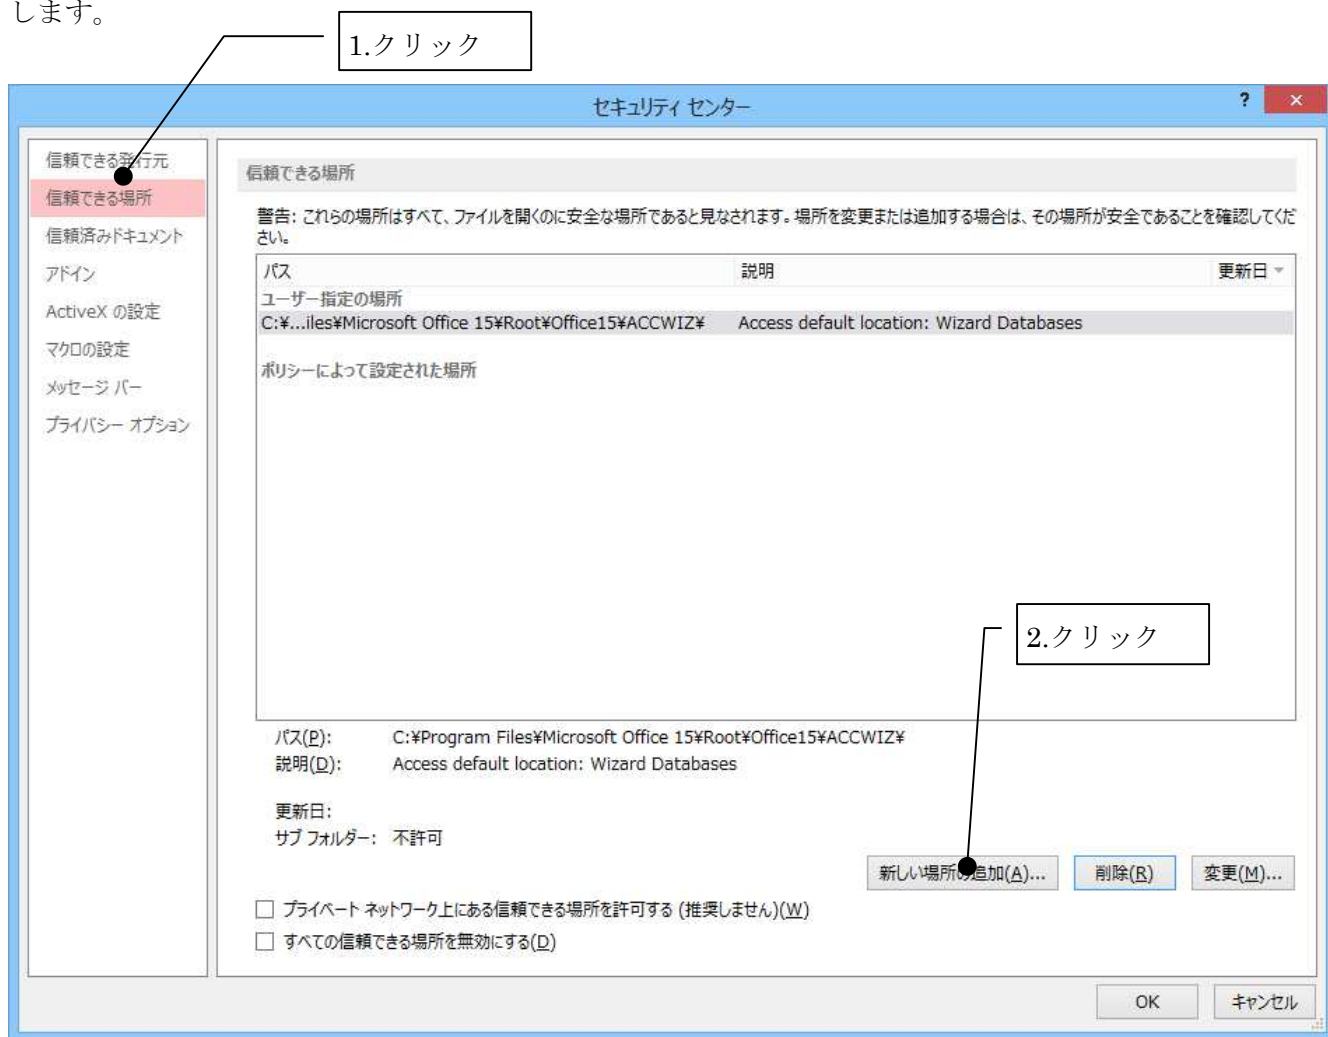 します。
1.クリック
セキュリティ センター
?
信頼できる発行元
信頼できる場所
信頼済みドキュメント
アドイン
ActiveX の設定
マクロの設定
メッセージ バー
プライバシー オプション
信頼できる場所
警告: これらの場所はすべて、ファイルを開くのに安全な場所であると見なされます。場所を変更または追加する場合は、その場所が安全であることを確認してくだ
さい。
パス 説明 更新日
ユーザー指定の場所
C:¥...iles¥Microsoft Office 15¥Root¥Office15¥ACCWIZ¥ Access default location: Wizard Databases
ポリシーによって設定された場所
2.クリック
パス(P): C:¥Program Files¥Microsoft Office 15¥Root¥Office15¥ACCWIZ¥
説明(D): Access default location: Wizard Databases
更新日:
サブ フォルダー: 不許可
新しい場所の追加(A)... 削除(R) 変更(M)...
プライベート ネットワーク上にある信頼できる場所を許可する (推奨しません)(W)
すべての信頼できる場所を無効にする(D)
OK キャンセル